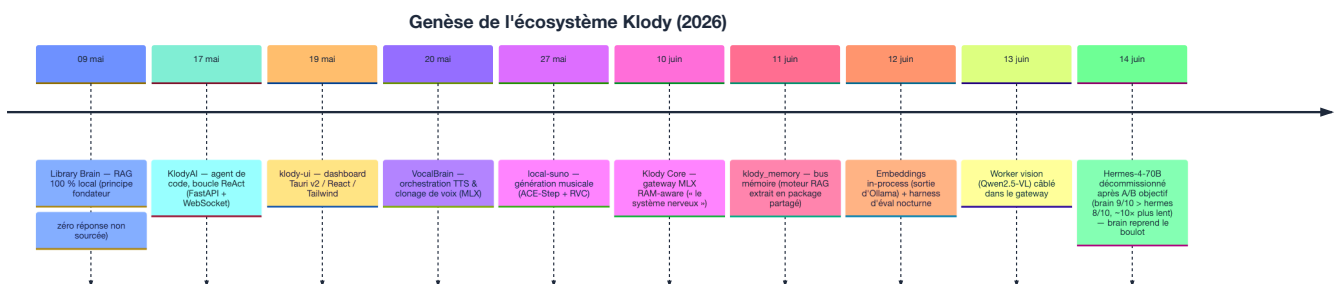 Genèse de l'écosystème Klody (2026)
09 mai
17 mai
19 mai
20 mai
27 mai
10 juin
11 juin
12 juin
13 juin
14 juin
Library Brain — RAG
100 % local (principe
fondateur
zéro réponse non
sourcée)
KlodyAI — agent de
code, boucle ReAct
(FastAPI +
WebSocket)
klody-ui — dashboard
Tauri v2 / React /
Tailwind
VocalBrain —
orchestration TTS &
clonage de voix (MLX)
local-suno —
génération musicale
(ACE-Step + RVC)
Klody Core —
gateway MLX
RAM-aware (« le
système nerveux »)
klody_memory — bus
mémoire (moteur RAG
extrait en package
partagé)
Embeddings
in-process (sortie
d'Ollama) + harness
d'éval nocturne
Worker vision
(Qwen2.5-VL) câblé
dans le gateway
Hermes-4-70B
décommissionné
après A/B objectif
(brain 9/10 > hermes
8/10, ~10× plus lent)
— brain reprend le
boulot